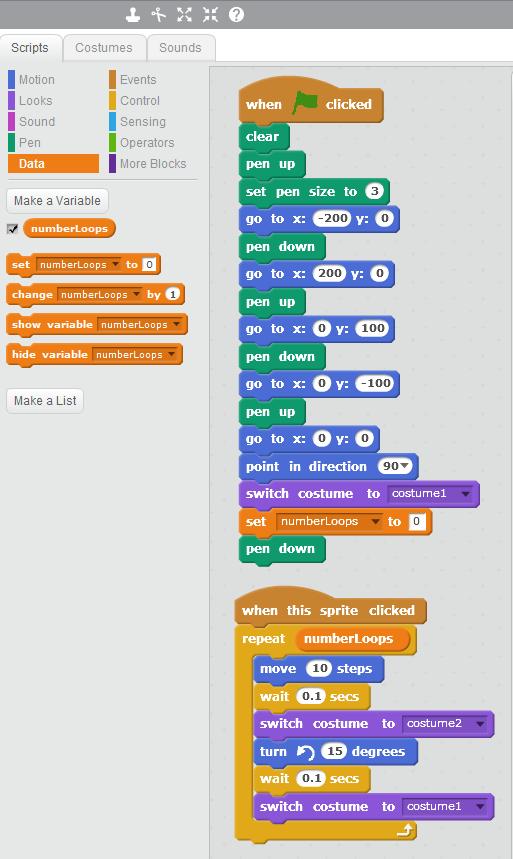 Scripts Costumes Sounds
Motion Events
Looks Control
Sound Sensing
Pen Operators
Data More Blocks
Make a Variable
numberLoops
set numberLoops to 0
change numberLoops by 1
show variable numberLoops
hide variable numberLoops
Make a List
when clicked
clear
pen up
set pen size to 3
go to x: -200 y: 0
pen down
go to x: 200 y: 0
pen up
go to x: 0 y: 100
pen down
go to x: 0 y: -100
pen up
go to x: 0 y: 0
point in direction 90
switch costume to costume1
set numberLoops to 0
pen down
when this sprite clicked
repeat numberLoops
move 10 steps
wait 0.1 secs
switch costume to costume2
turn 15 degrees
wait 0.1 secs
switch costume to costume1